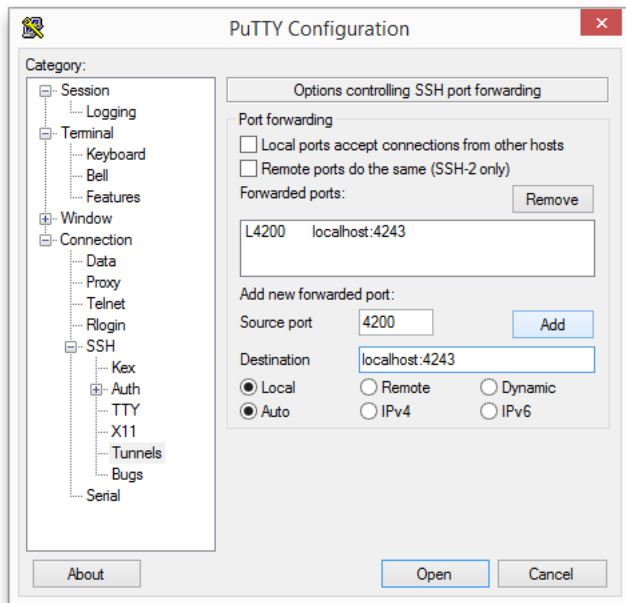 PuTTY Configuration
Category:
Session
Logging
Terminal
Keyboard
Bell
Features
Window
Connection
Data
Proxy
Telnet
Rlogin
SSH
Kex
Auth
TTY
X11
Tunnels
Bugs
Serial
Options controlling SSH port forwarding
Port forwarding
Local ports accept connections from other hosts
Remote ports do the same (SSH-2 only)
Forwarded ports:
Remove
L4200 localhost:4243
Add new forwarded port:
Source port 4200 Add
Destination localhost:4243
Local Remote Dynamic
Auto IPv4 IPv6
About Open Cancel